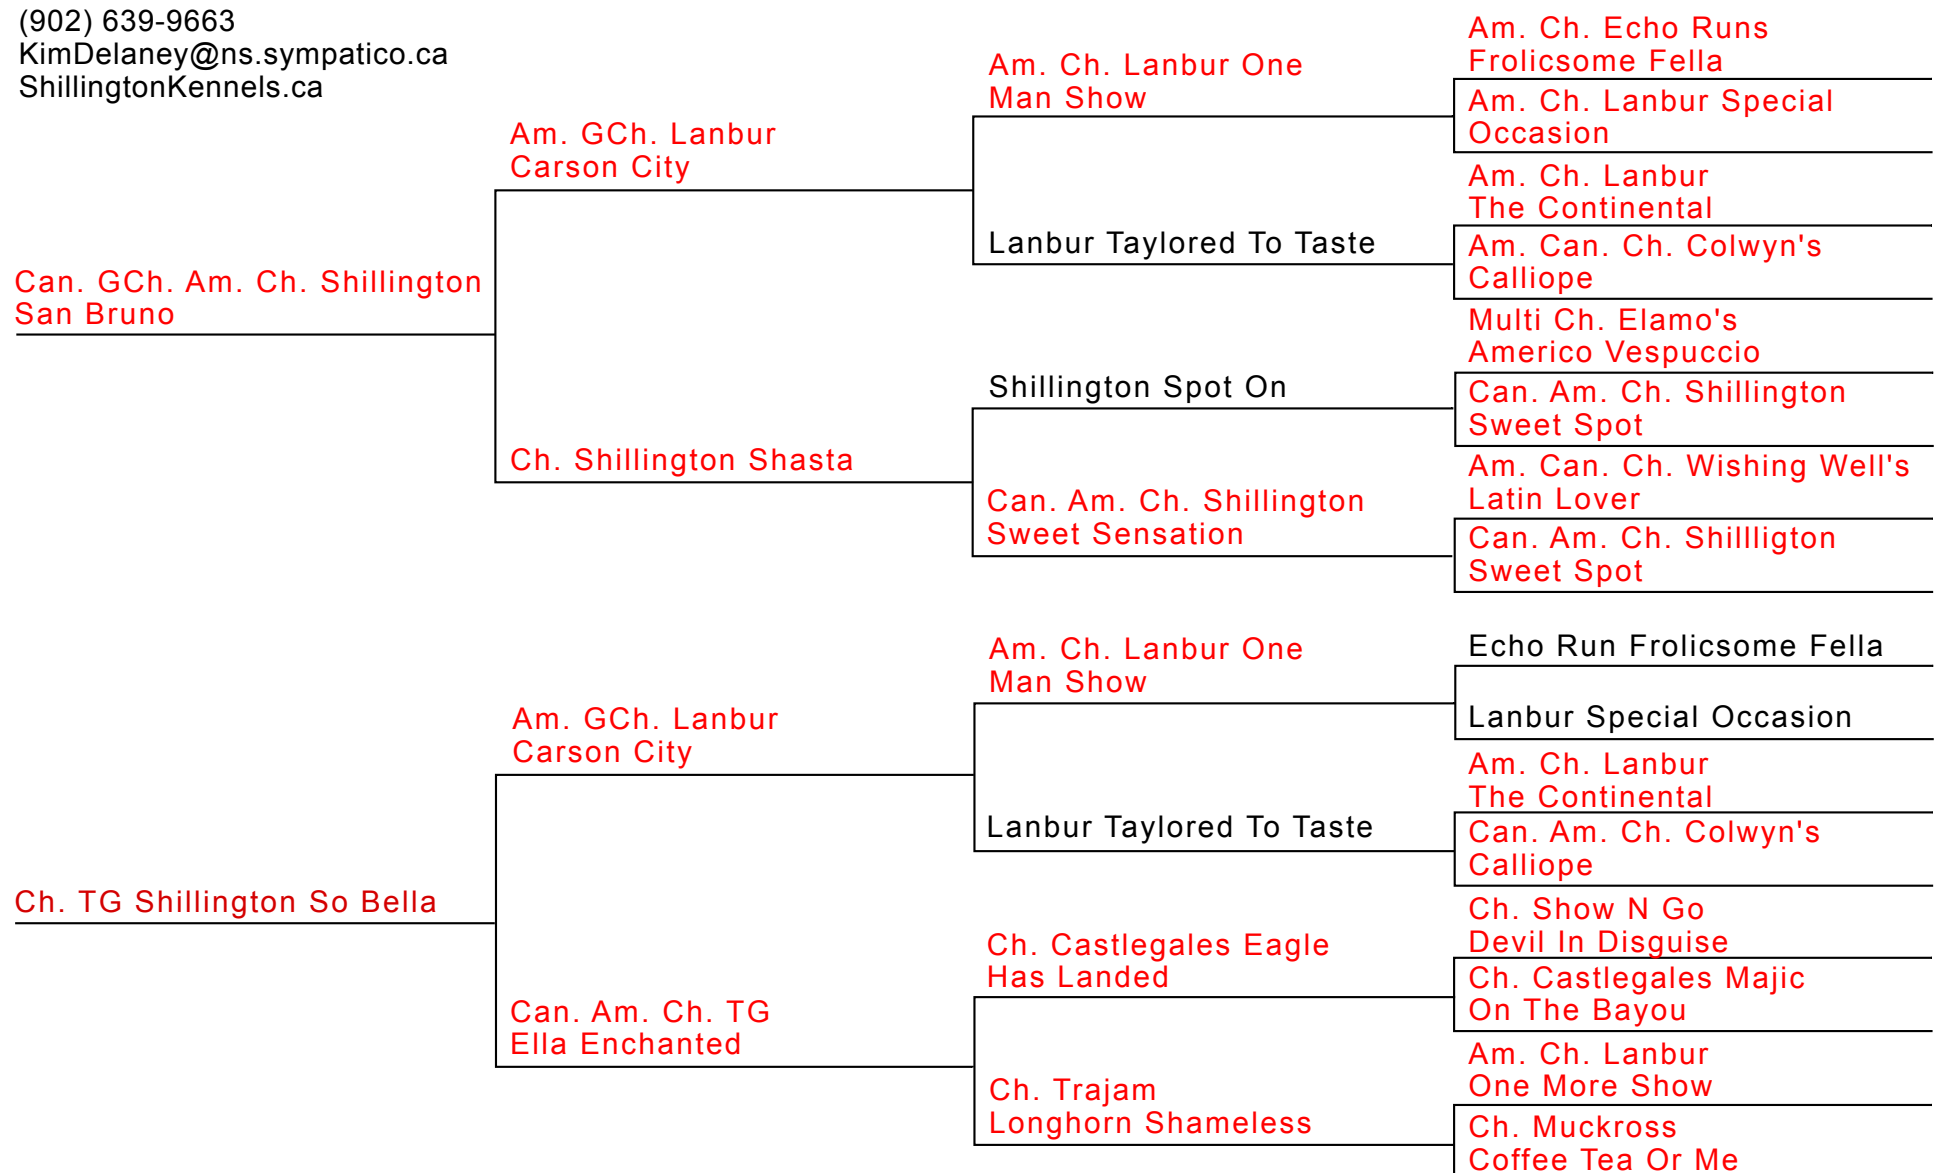 (902) 639-9663
KimDelaney@ns.sympatico.ca
ShillingtonKennels.ca
Can. GCh. Am. Ch. Shillington
San Bruno
Am. GCh. Lanbur
Carson City
Ch. Shillington Shasta
Am. Ch. Lanbur One
Man Show
Lanbur Taylored To Taste
Shillington Spot On
Can. Am. Ch. Shillington
Sweet Sensation
Am. Ch. Echo Runs
Frolicsome Fella
Am. Ch. Lanbur Special
Occasion
Am. Ch. Lanbur
The Continental
Am. Can. Ch. Colwyn's
Calliope
Multi Ch. Elamo's
Americo Vespuccio
Can. Am. Ch. Shillington
Sweet Spot
Am. Can. Ch. Wishing Well's
Latin Lover
Can. Am. Ch. Shillligton
Sweet Spot
Ch. TG Shillington So Bella
Am. GCh. Lanbur
Carson City
Can. Am. Ch. TG
Ella Enchanted
Am. Ch. Lanbur One
Man Show
Lanbur Taylored To Taste
Ch. Castlegales Eagle
Has Landed
Ch. Trajam
Longhorn Shameless
Echo Run Frolicsome Fella
Lanbur Special Occasion
Am. Ch. Lanbur
The Continental
Can. Am. Ch. Colwyn's
Calliope
Ch. Show N Go
Devil In Disguise
Ch. Castlegales Majic
On The Bayou
Am. Ch. Lanbur
One More Show
Ch. Muckross
Coffee Tea Or Me